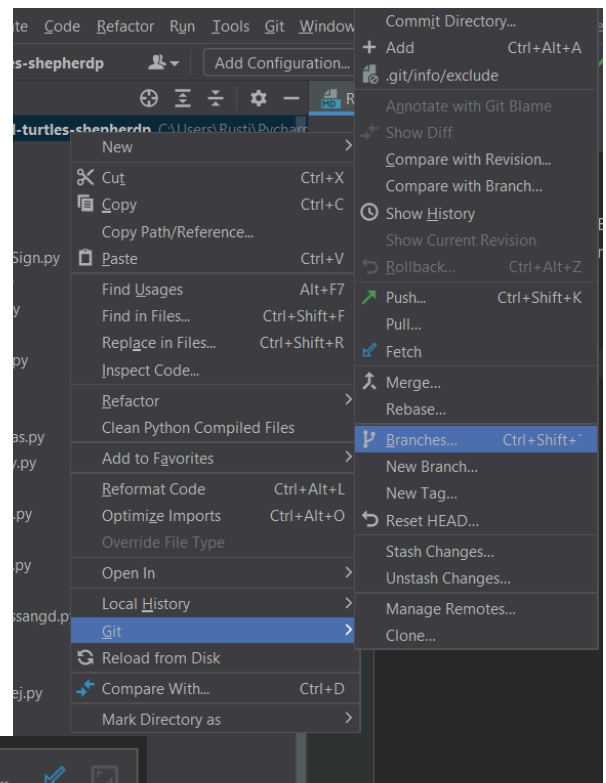 te Code Refactor Run Tools Git Window
s-shepherdp Add Configuration...
MD R
l-turtles-shepherdp C:\Users\Rusti\Pycharm
Sign.py
y
py
as.py
y.py
.py
.py
ssangd.p
ej.py
New
Cut Ctrl+X
Copy Ctrl+C
Copy Path/Reference...
Paste Ctrl+V
Find Usages Alt+F7
Find in Files... Ctrl+Shift+F
Replace in Files... Ctrl+Shift+R
Inspect Code...
Refactor
Clean Python Compiled Files
Add to Favorites
Reformat Code Ctrl+Alt+L
Optimize Imports Ctrl+Alt+O
Override File Type
Open In
Local History
Git
Reload from Disk
Compare With... Ctrl+D
Mark Directory as
Commit Directory...
Add Ctrl+Alt+A
.git/info/exclude
Annotate with Git Blame
Show Diff
Compare with Revision...
Compare with Branch...
Show History
Show Current Revision
Rollback... Ctrl+Alt+Z
Push... Ctrl+Shift+K
Pull...
Fetch
Merge...
Rebase...
Branches... Ctrl+Shift+`
New Branch...
New Tag...
Reset HEAD...
Stash Changes...
Unstash Changes...
Manage Remotes...
Clone...